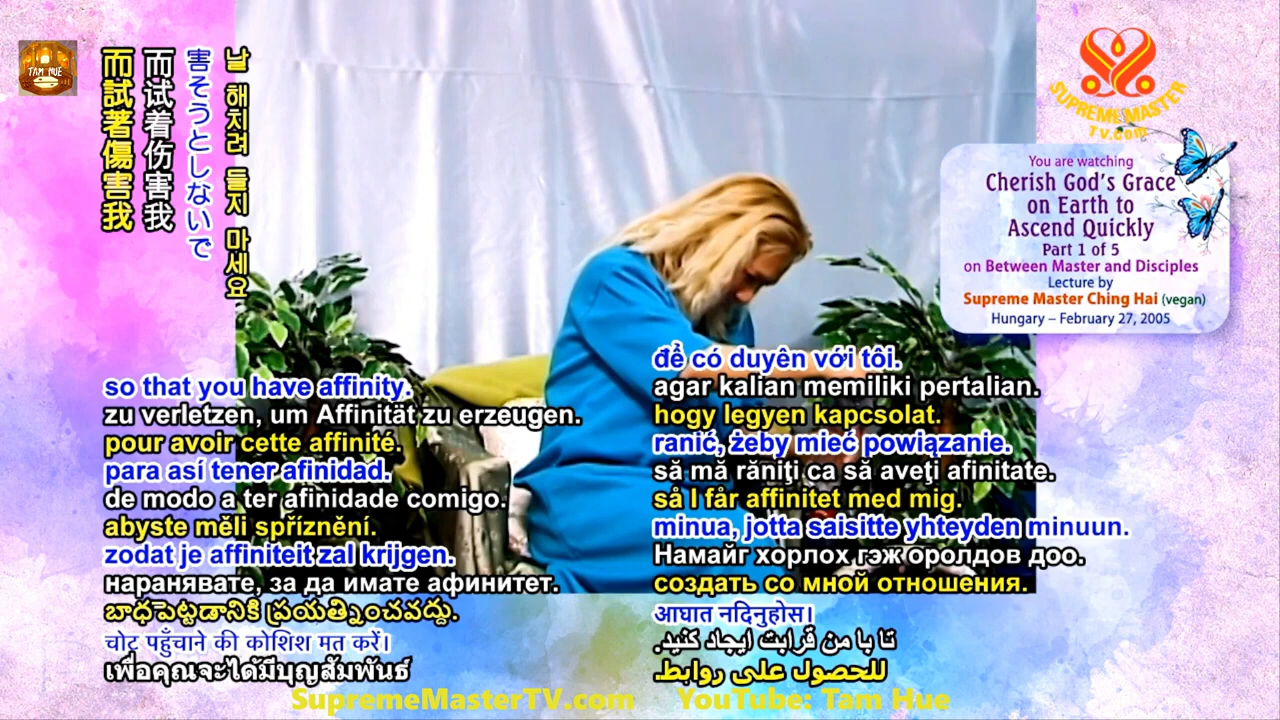 TAM HUE
而試著傷害我
而试着伤害我
害そうとしないで
날 해치려 들지 마세요
SUPREME MASTER
TV.com
You are watching
Cherish God's Grace
on Earth to
Ascend Quickly
Part 1 of 5
on Between Master and Disciples
Lecture by
Supreme Master Ching Hai (vegan)
Hungary – February 27, 2005
so that you have affinity.
zu verletzen, um Affinität zu erzeugen.
pour avoir cette affinité.
para así tener afinidad.
de modo a ter afinidade comigo.
abyste měli spříznění.
zodat je affiniteit zal krijgen.
наранявате, за да имате афинитет.
బాధపెట్టడానికి ప్రయత్నించవద్దు.
चोट पहुँचाने की कोशिश मत करें।
เพื่อคุณจะได้มีบุญสัมพันธ์
để có duyên với tôi.
agar kalian memiliki pertalian.
hogy legyen kapcsolat.
ranić, żeby mieć powiązanie.
să mă răniţi ca să aveţi afinitate.
så I får affinitet med mig.
minua, jotta saisitte yhteyden minuun.
Намайг хорлох гэж оролдов доо.
создать со мной отношения.
आघात नदिनुहोस।
تا با من قرابت ایجاد کنید.
للحصول على روابط.
SupremeMasterTV.com YouTube: Tam Hue